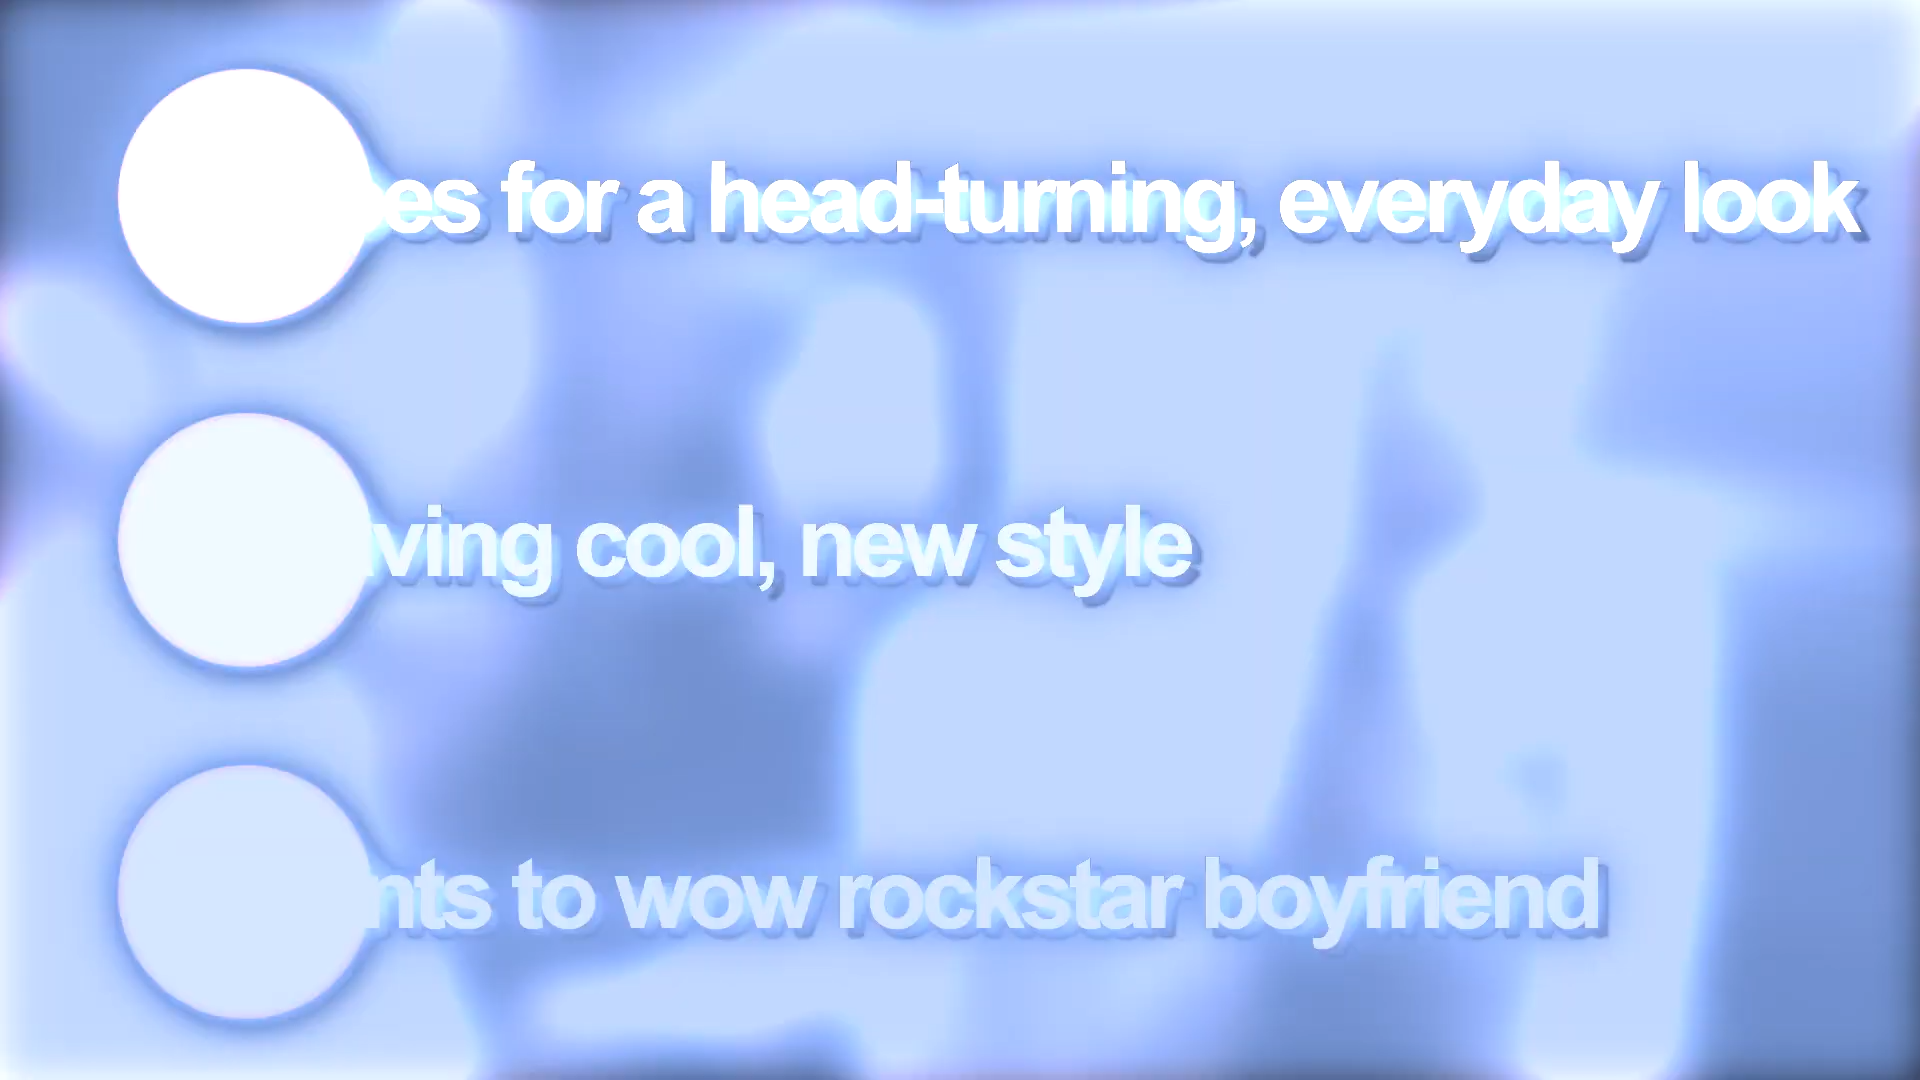 es for a head-turning, everyday look
ving cool, new style
nts to wow rockstar boyfriend